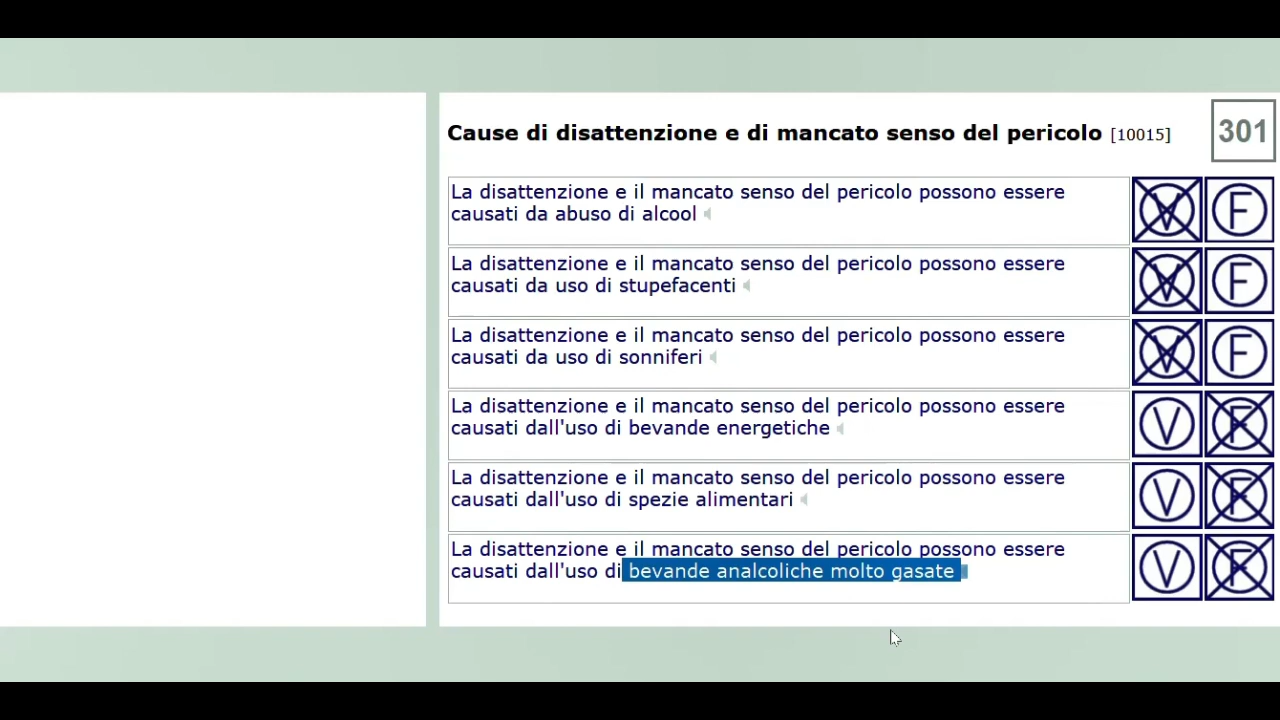 Cause di disattenzione e di mancato senso del pericolo [10015]
301
La disattenzione e il mancato senso del pericolo possono essere
causati da abuso di alcool
V F
La disattenzione e il mancato senso del pericolo possono essere
causati da uso di stupefacenti
V F
La disattenzione e il mancato senso del pericolo possono essere
causati da uso di sonniferi
V F
La disattenzione e il mancato senso del pericolo possono essere
causati dall'uso di bevande energetiche
V F
La disattenzione e il mancato senso del pericolo possono essere
causati dall'uso di spezie alimentari
V F
La disattenzione e il mancato senso del pericolo possono essere
causati dall'uso di bevande analcoliche molto gasate
V F